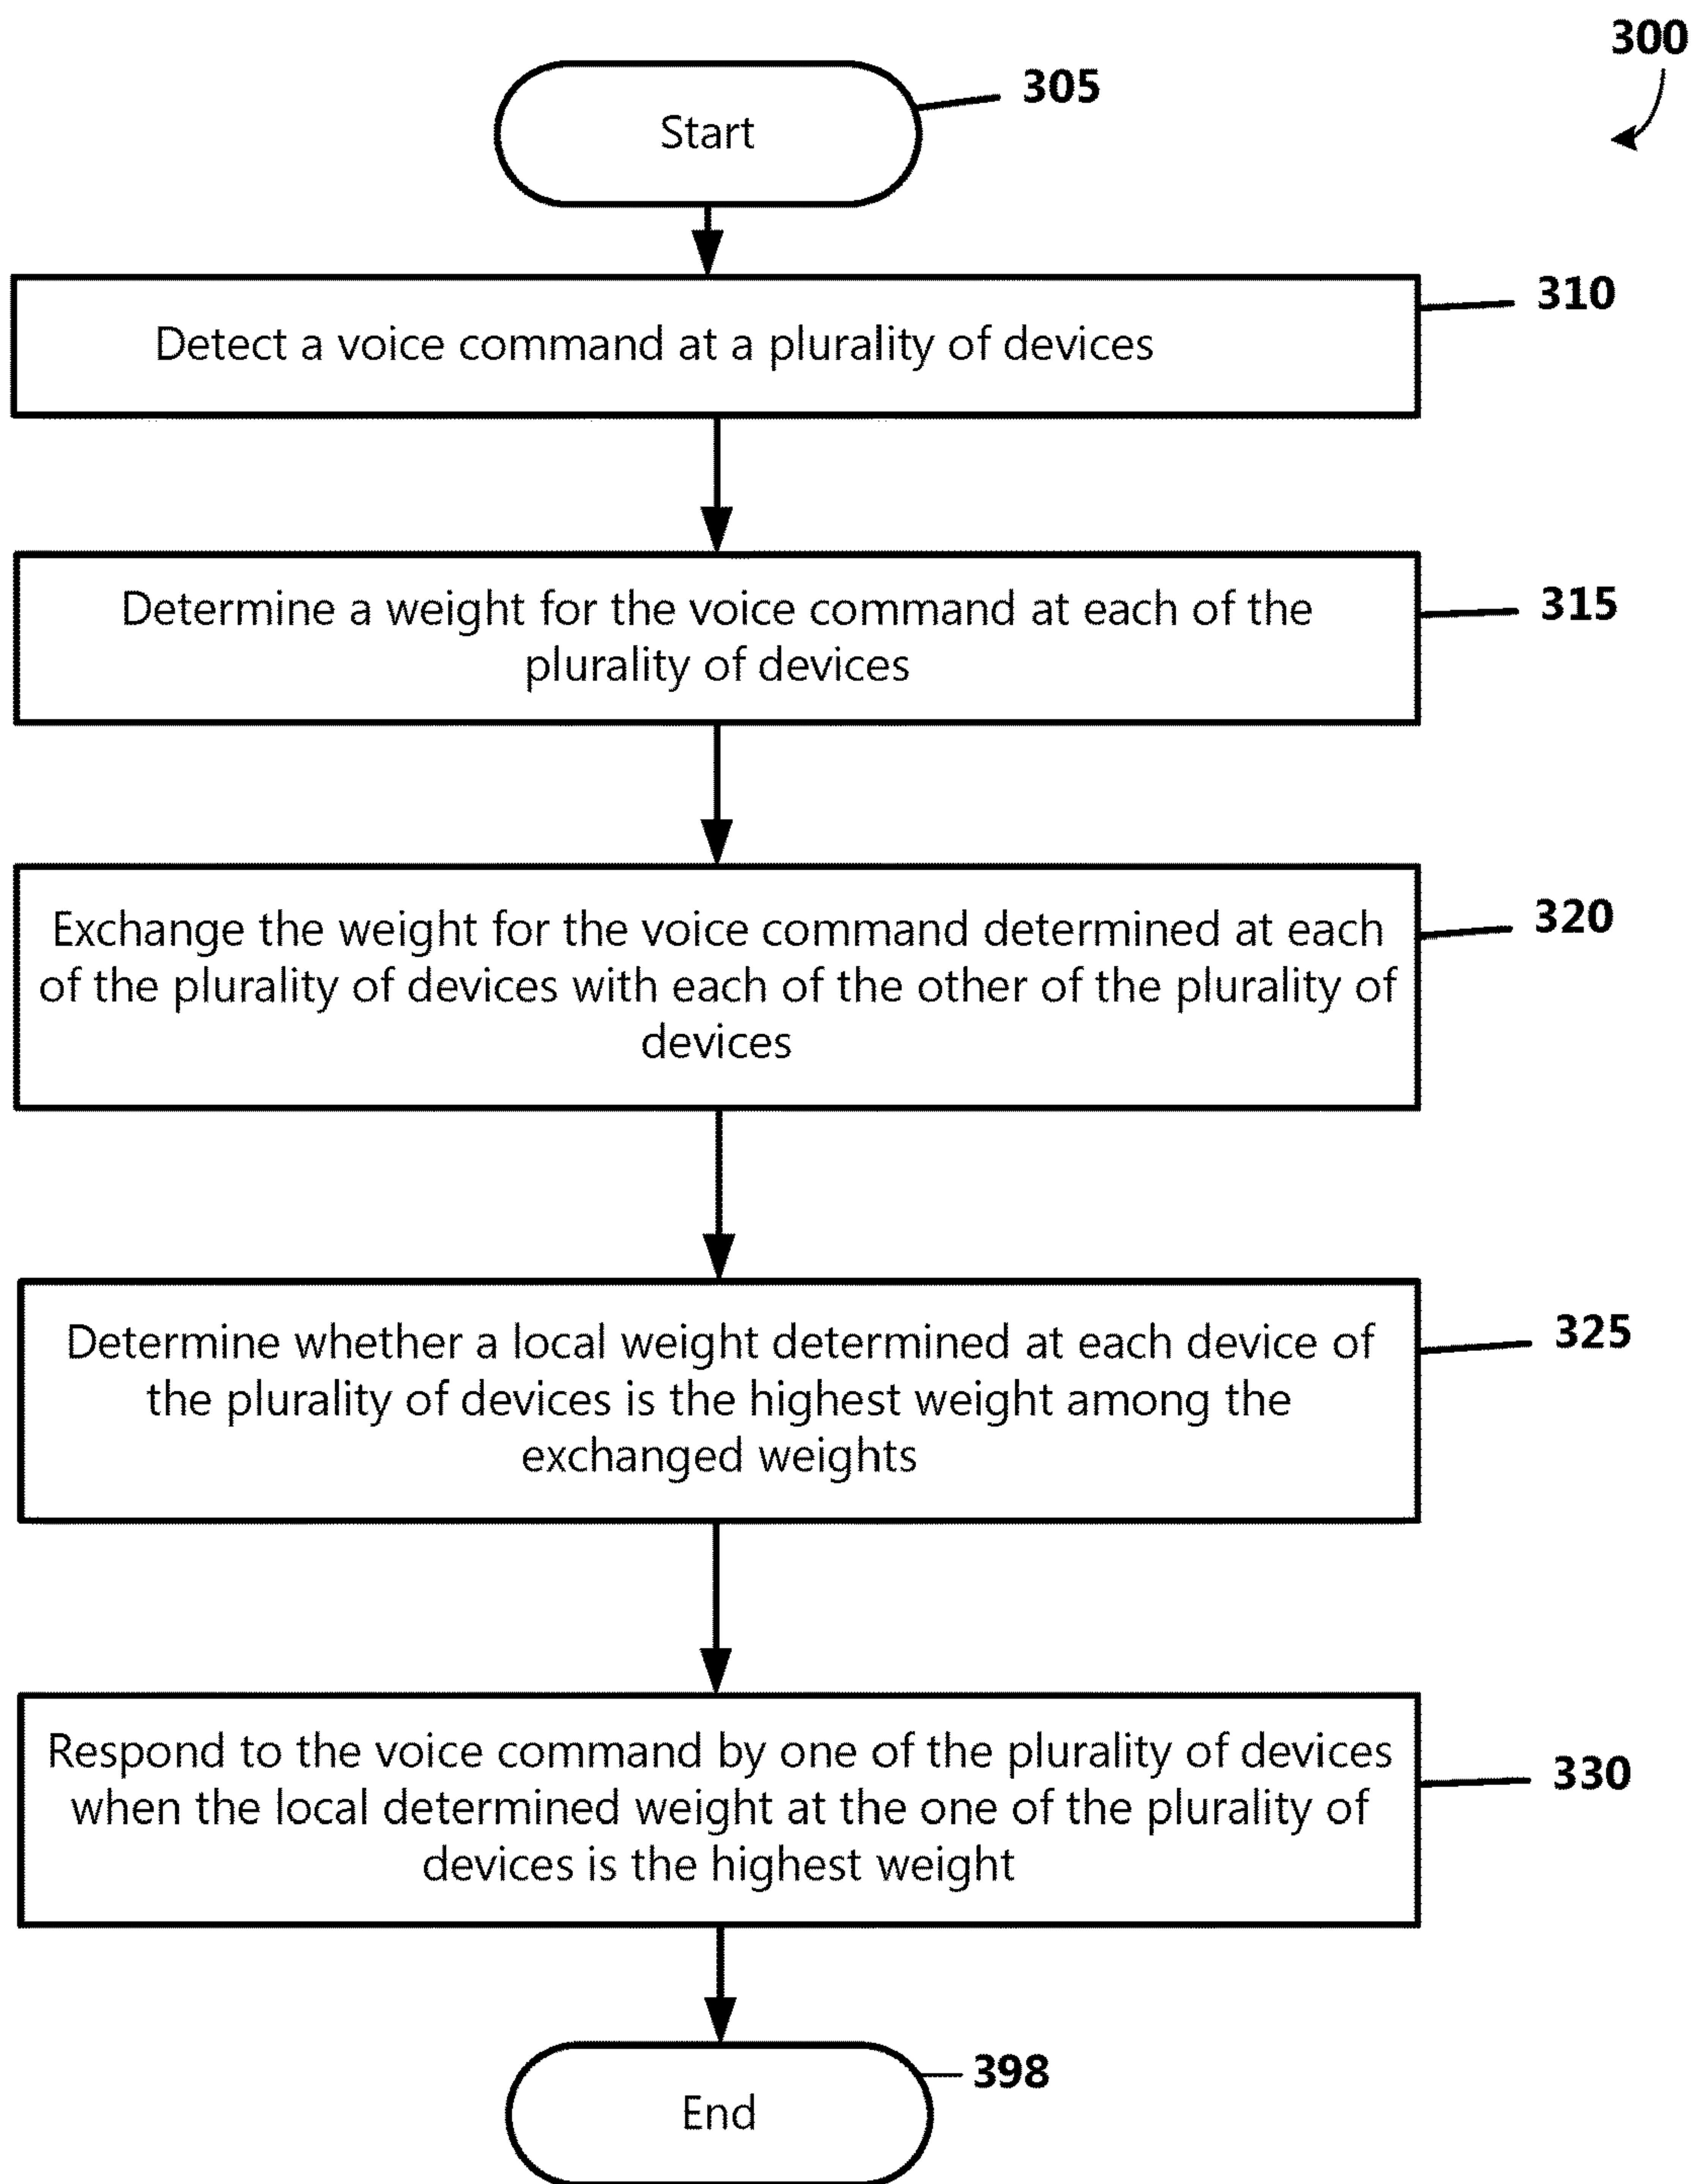 300
305
Start
310
Detect a voice command at a plurality of devices
315
Determine a weight for the voice command at each of the
plurality of devices
320
Exchange the weight for the voice command determined at each
of the plurality of devices with each of the other of the plurality of
devices
325
Determine whether a local weight determined at each device of
the plurality of devices is the highest weight among the
exchanged weights
330
Respond to the voice command by one of the plurality of devices
when the local determined weight at the one of the plurality of
devices is the highest weight
398
End